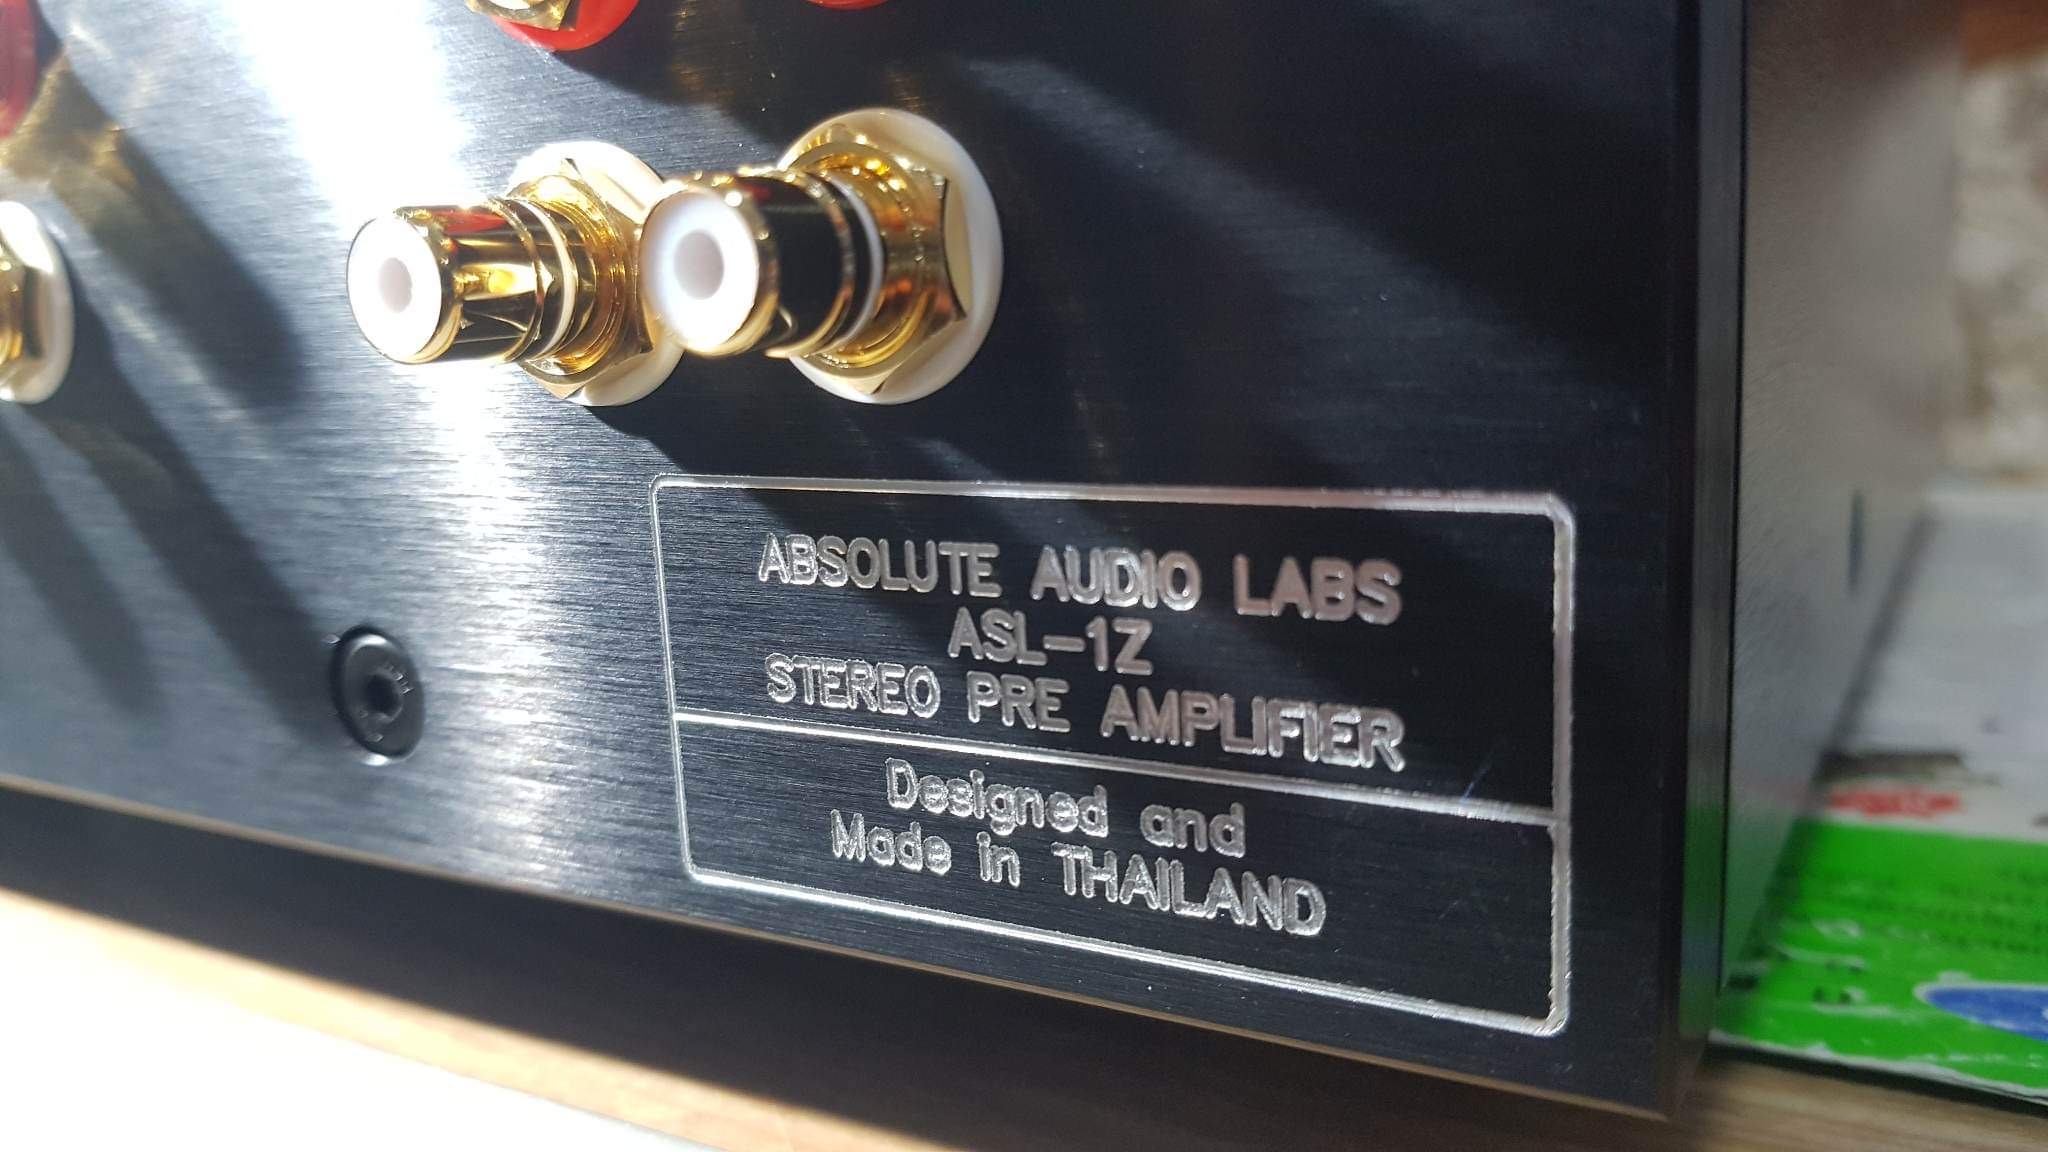 ABSOLUTE AUDIO LABS
ASL-1Z
STEREO PRE AMPLIFIER
Designed and
Made in THAILAND